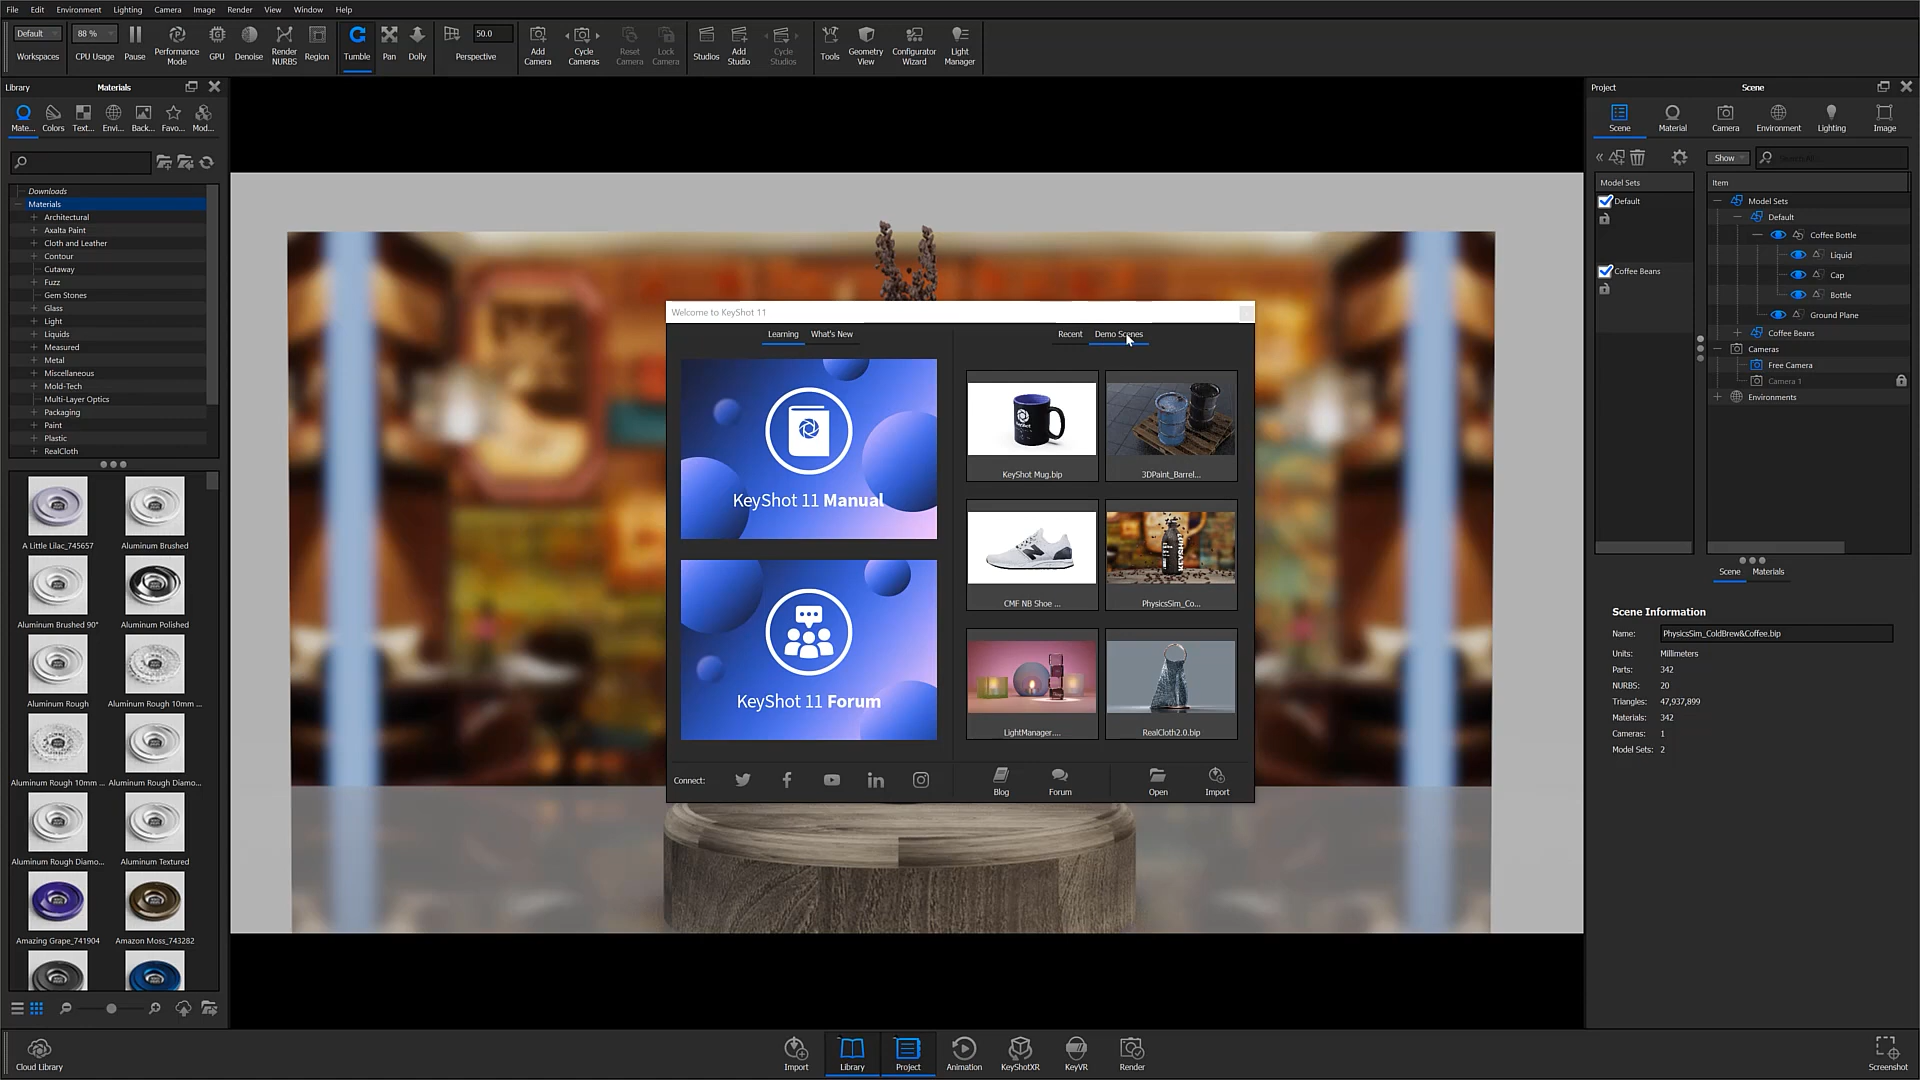 File Edit Environment Lighting Camera Image Render View Window Help
Default 88 % 50.0
Workspaces CPU Usage Pause Performance Mode GPU Denoise Render NURBS Region Tumble Pan Dolly Perspective Add Camera Cycle Cameras Reset Camera Lock Camera Studios Add Studio Cycle Studios Tools Geometry View Configurator Wizard Light Manager
Library Materials
Mate... Colors Text... Envi... Back... Favo... Mod...
Downloads
Materials
Architectural
Axalta Paint
Cloth and Leather
Contour
Cutaway
Fuzz
Gem Stones
Glass
Light
Liquids
Measured
Metal
Miscellaneous
Mold-Tech
Multi-Layer Optics
Packaging
Paint
Plastic
RealCloth
A Little Lilac_745657 Aluminum Brushed
Aluminum Brushed 90° Aluminum Polished
Aluminum Rough Aluminum Rough 10mm ...
Aluminum Rough 10mm ... Aluminum Rough Diamo...
Aluminum Rough Diamo... Aluminum Textured
Amazing Grape_741904 Amazon Moss_743282
Welcome to KeyShot 11
Learning What's New
KeyShot 11 Manual
KeyShot 11 Forum
Connect:
Recent Demo Scenes
KeyShot Mug.bip 3DPaint_Barrel...
CMF NB Shoe ... PhysicsSim_Co...
LightManager.... RealCloth2.0.bip
Blog Forum Open Import
Project Scene
Scene Material Camera Environment Lighting Image
Show
Model Sets
Default
Coffee Beans
Item
Model Sets
Default
Coffee Bottle
Liquid
Cap
Bottle
Ground Plane
Coffee Beans
Cameras
Free Camera
Camera 1
Environments
Scene Materials
Scene Information
Name: PhysicsSim_ColdBrew&Coffee.bip
Units: Millimeters
Parts: 342
NURBS: 20
Triangles: 47,937,899
Materials: 342
Cameras: 1
Model Sets: 2
Cloud Library Import Library Project Animation KeyShotXR KeyVR Render Screenshot